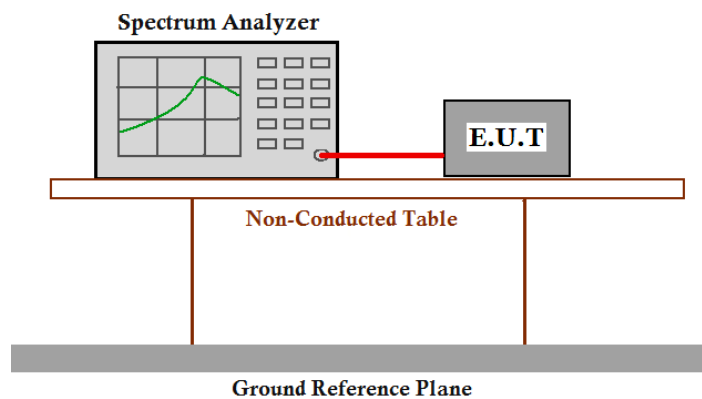 Spectrum Analyzer
E.U.T
Non-Conducted Table
Ground Reference Plane